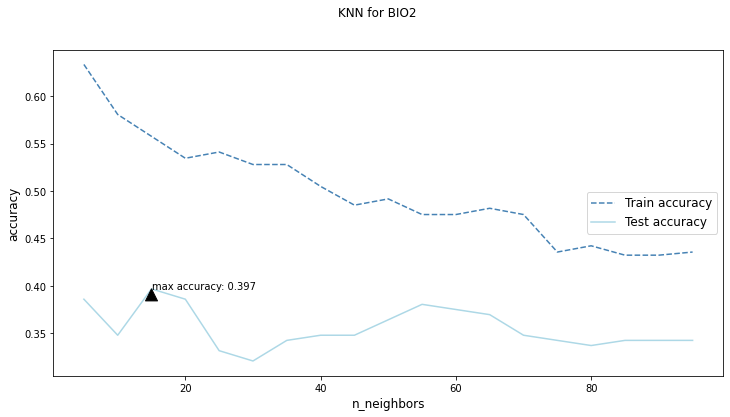 KNN for BIO2
accuracy
0.60
0.55
0.50
0.45
0.40
0.35
Train accuracy
Test accuracy
max accuracy: 0.397
20
40
60
80
n_neighbors